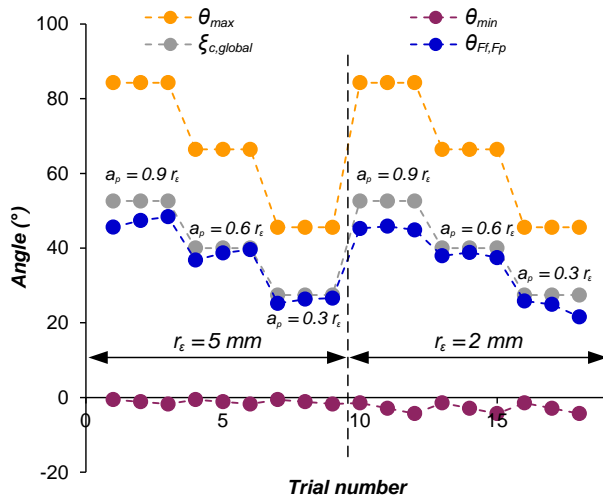 θmax
θmin
ξc,global
θFf,Fp
100
80
60
40
20
0
-20
0
5
10
15
Angle (°)
ap = 0.9 rε
ap = 0.9 rε
ap = 0.6 rε
ap = 0.6 rε
ap = 0.3 rε
ap = 0.3 rε
rε = 5 mm
rε = 2 mm
Trial number